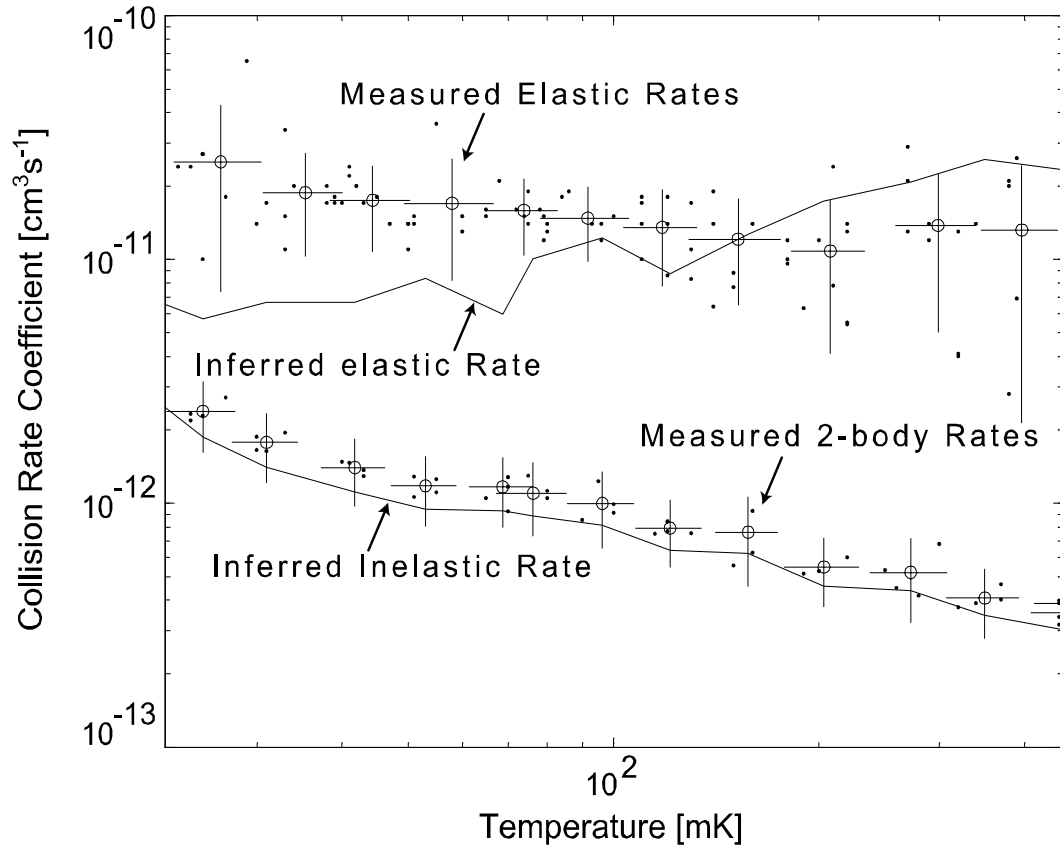 10^-10
Measured Elastic Rates
10^-11
Inferred elastic Rate
Measured 2-body Rates
10^-12
Inferred Inelastic Rate
10^-13
10^2
Collision Rate Coefficient [cm^3s^-1]
Temperature [mK]